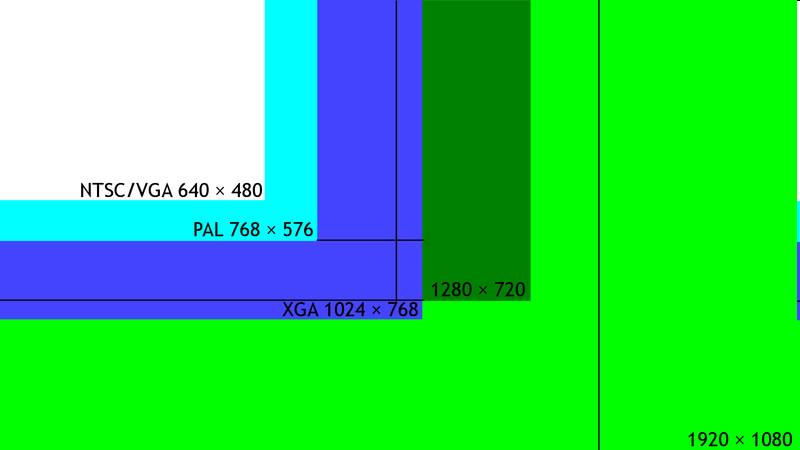 NTSC/VGA 640 × 480
PAL 768 × 576
1280 × 720
XGA 1024 × 768
1920 × 1080